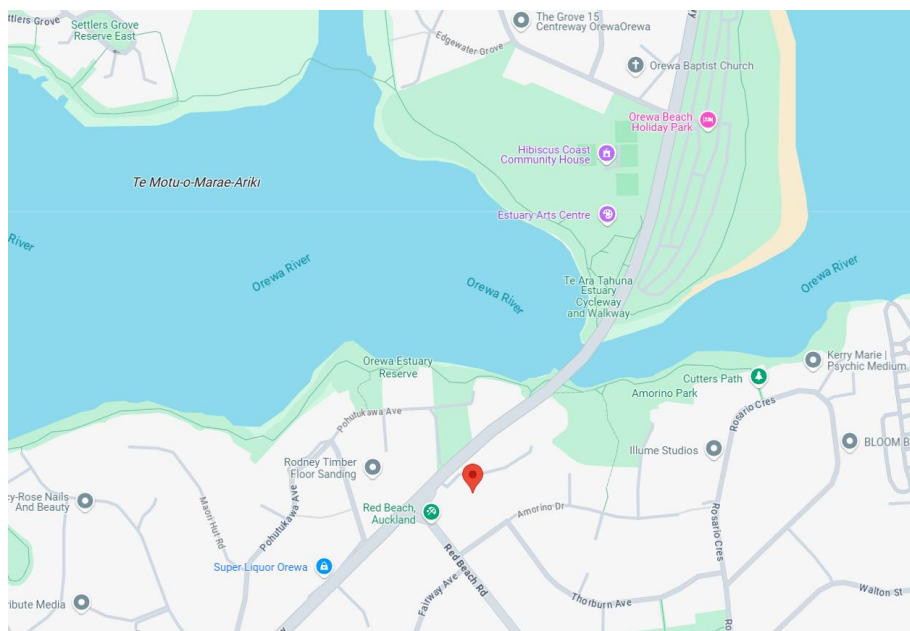 ettlers Grove
Settlers Grove
Reserve East
The Grove 15
Centreway OrewaOrewa
Edgewater Grove
Orewa Baptist Church
Orewa Beach
Holiday Park
Hibiscus Coast
Community House
Te Motu-o-Marae-Ariki
Estuary Arts Centre
River
Orewa River
Orewa River
Orewa River
Te Ara Tahuna
Estuary
Cycleway
and Walkway
Orewa Estuary
Reserve
Kerry Marie |
Psychic Medium
Cutters Path
Amorino Park
Pohutukawa Ave
Rosario Cres
Illume Studios
BLOOM B
Rodney Timber
Floor Sanding
cy-Rose Nails
And Beauty
Maori Hut Rd
Pohutukawa Ave
Red Beach,
Auckland
Amorino Dr
Rosario Cres
Super Liquor Orewa
Red Beach Rd
Fairway Ave
Thorburn Ave
Walton St
ribute Media
Ro